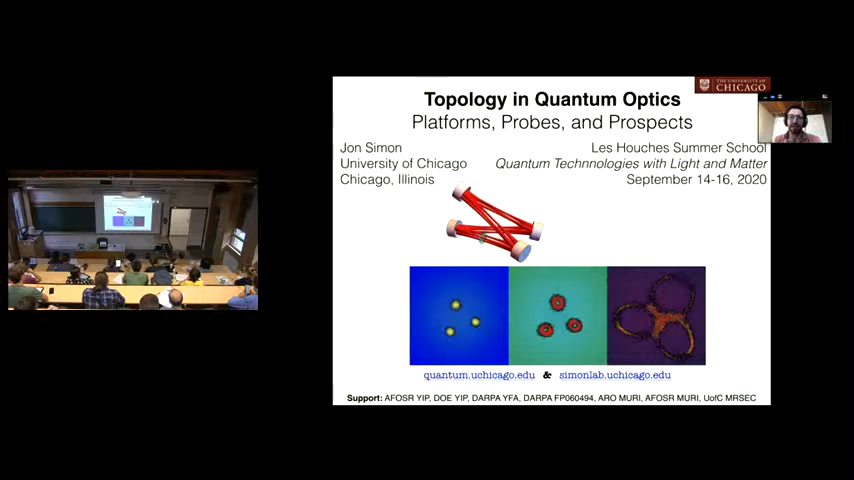 THE UNIVERSITY OF
CHICAGO
Topology in Quantum Optics
Platforms, Probes, and Prospects
Jon Simon
University of Chicago
Chicago, Illinois
Les Houches Summer School
Quantum Technnologies with Light and Matter
September 14-16, 2020
quantum.uchicago.edu & simonlab.uchicago.edu
Support: AFOSR YIP, DOE YIP, DARPA YFA, DARPA FP060494, ARO MURI, AFOSR MURI, UofC MRSEC